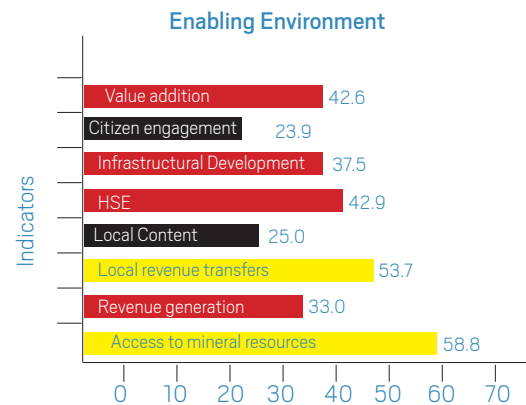 Enabling Environment
Indicators
Value addition 42.6
Citizen engagement 23.9
Infrastructural Development 37.5
HSE 42.9
Local Content 25.0
Local revenue transfers 53.7
Revenue generation 33.0
Access to mineral resources 58.8
0 10 20 30 40 50 60 70